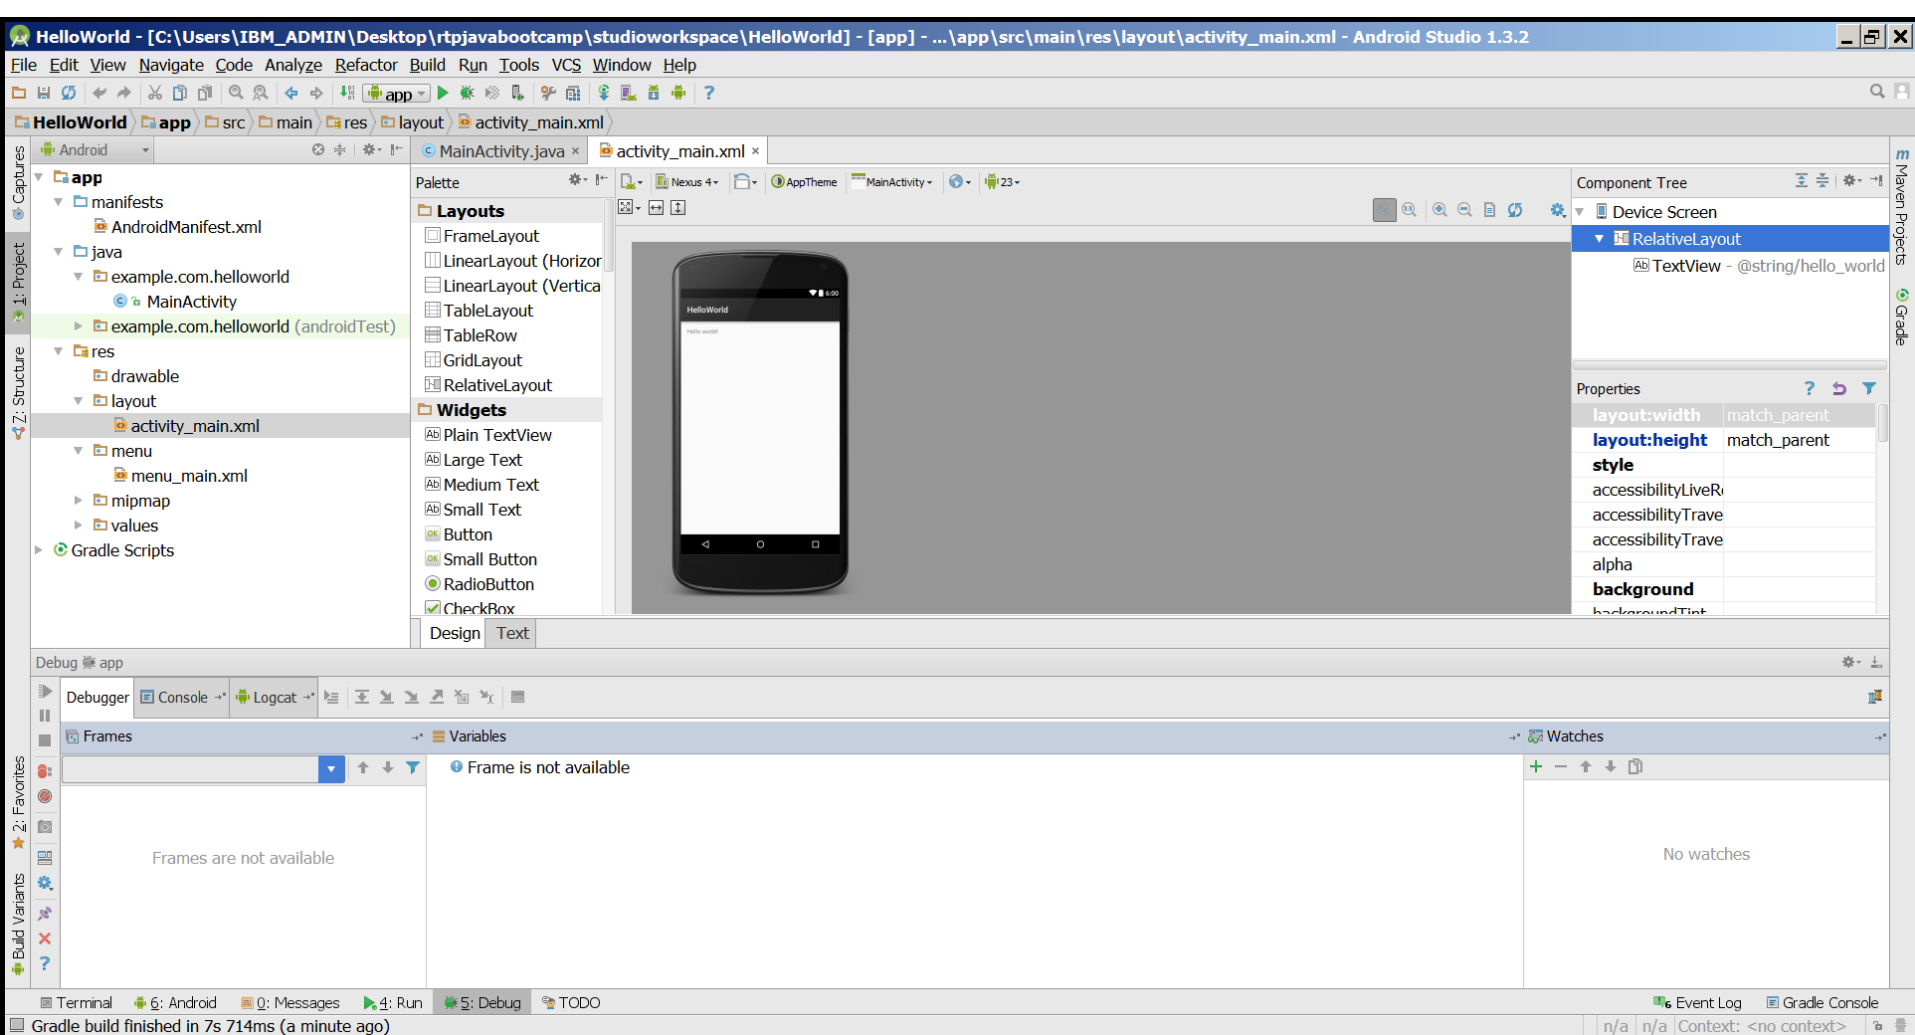 HelloWorld - [C:\Users\IBM_ADMIN\Desktop\rtpjavabootcamp\studioworkspace\HelloWorld] - [app] - ...\app\src\main\res\layout\activity_main.xml - Android Studio 1.3.2
File Edit View Navigate Code Analyze Refactor Build Run Tools VCS Window Help
app
HelloWorld app src main res layout activity_main.xml
Captures
1: Project
Z: Structure
2: Favorites
Build Variants
Android
app
manifests
AndroidManifest.xml
java
example.com.helloworld
MainActivity
example.com.helloworld (androidTest)
res
drawable
layout
activity_main.xml
menu
menu_main.xml
mipmap
values
Gradle Scripts
MainActivity.java activity_main.xml
Palette
Layouts
FrameLayout
LinearLayout (Horizor
LinearLayout (Vertica
TableLayout
TableRow
GridLayout
RelativeLayout
Widgets
Plain TextView
Large Text
Medium Text
Small Text
Button
Small Button
RadioButton
CheckBox
Design Text
Nexus 4 AppTheme MainActivity 23
6:00
HelloWorld
Hello world!
Component Tree
Device Screen
RelativeLayout
TextView - @string/hello_world
Properties
layout:width match_parent
layout:height match_parent
style
accessibilityLiveRe
accessibilityTrave
accessibilityTrave
alpha
background
backgroundTint
Maven Projects
Gradle
Debug app
Debugger Console Logcat
Frames Variables Watches
Frame is not available
Frames are not available
No watches
Terminal 6: Android 0: Messages 4: Run 5: Debug TODO 6 Event Log Gradle Console
Gradle build finished in 7s 714ms (a minute ago) n/a n/a Context: <no context>